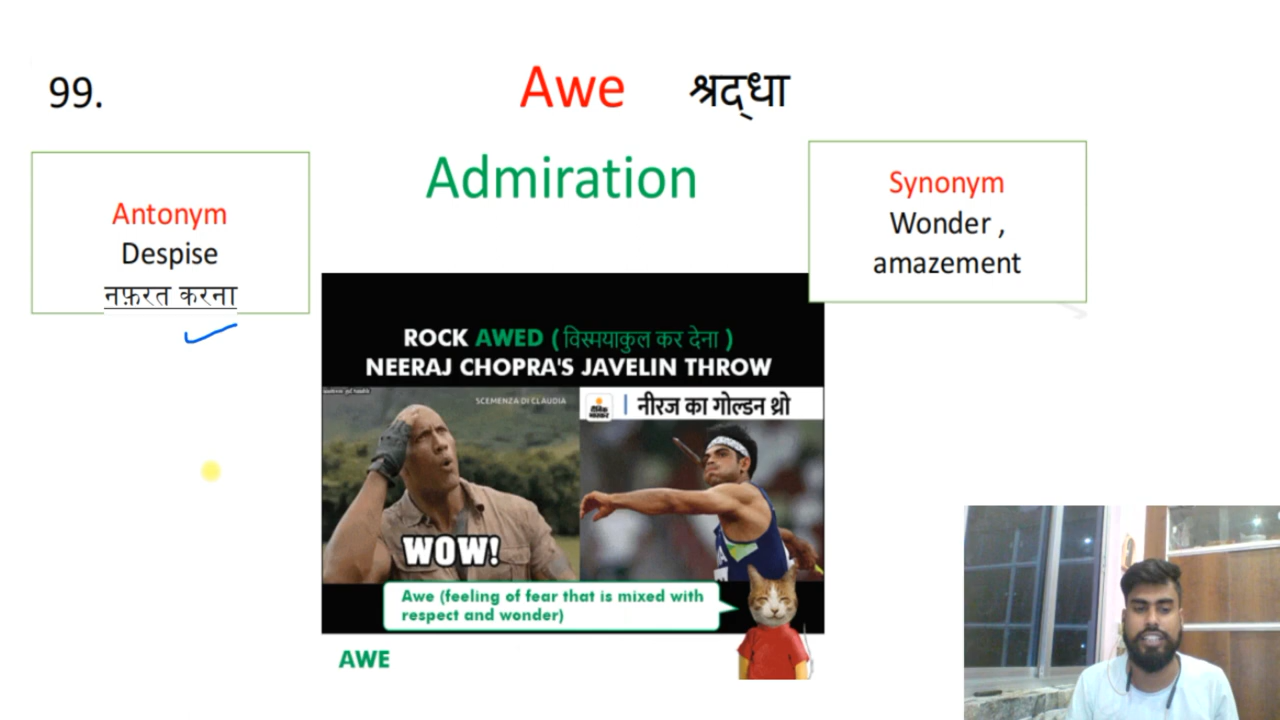 99.
Awe श्रद्धा
Admiration
Antonym
Despise
नफ़रत करना
Synonym
Wonder ,
amazement
ROCK AWED ( विस्मयाकुल कर देना )
NEERAJ CHOPRA'S JAVELIN THROW
SCEMENZA DI CLAUDIA
WOW!
नीरज का गोल्डन थ्रो
Awe (feeling of fear that is mixed with
respect and wonder)
AWE